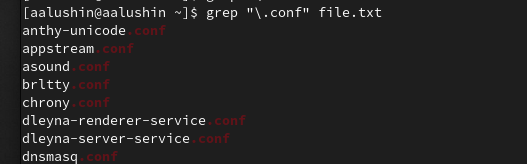 [aalushin@aalushin ~]$ grep "\.conf" file.txt
anthy-unicode.conf
appstream.conf
asound.conf
brltty.conf
chrony.conf
dleyna-renderer-service.conf
dleyna-server-service.conf
dnsmasq.conf